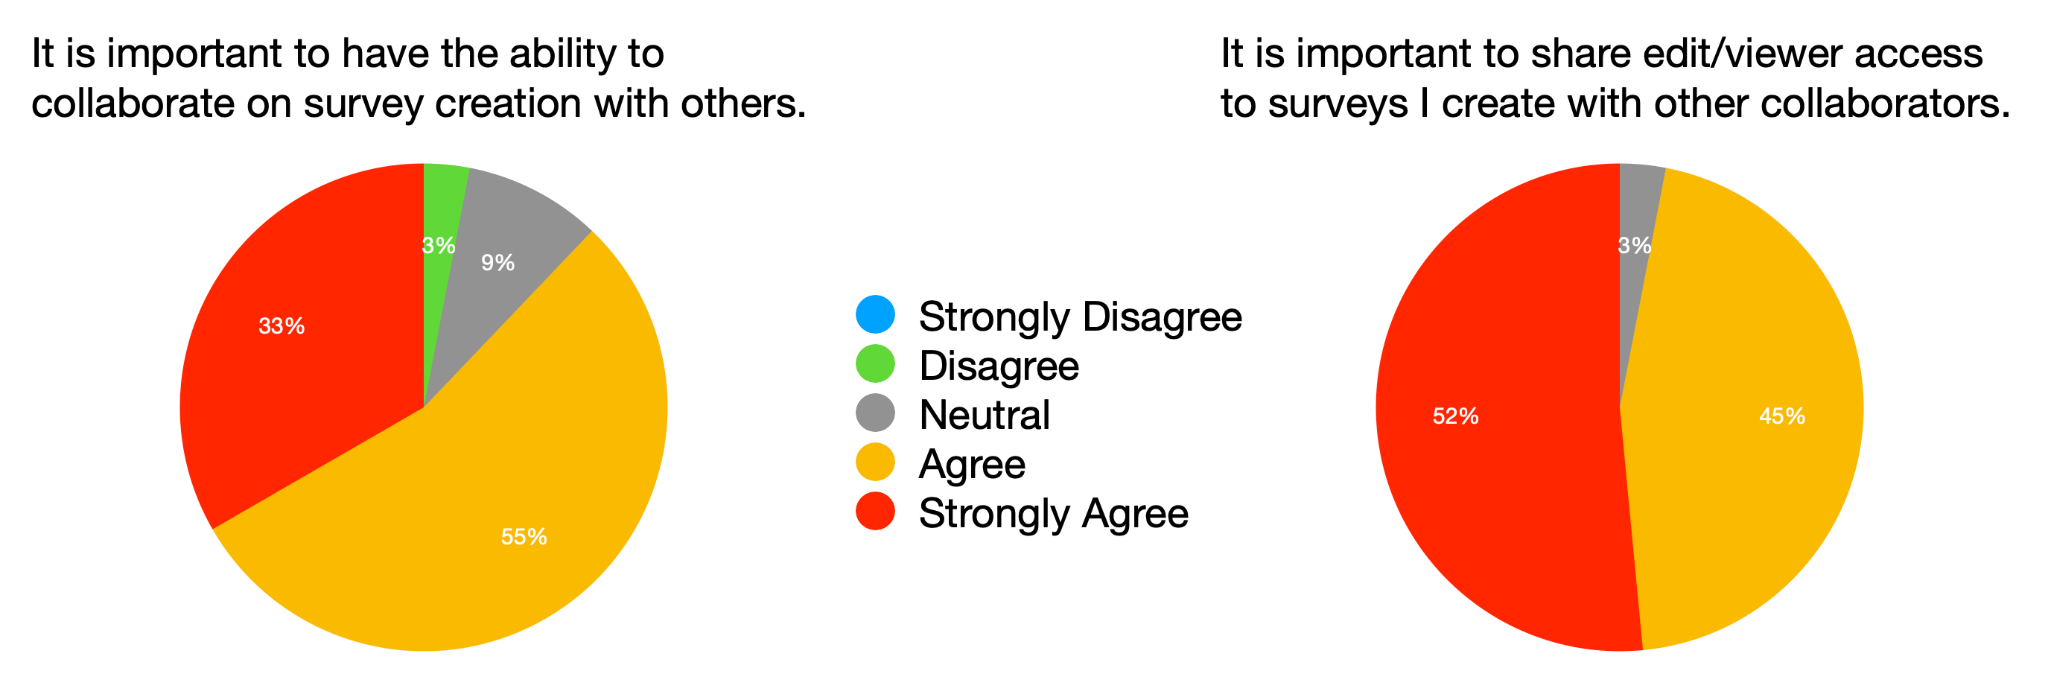 It is important to have the ability to
collaborate on survey creation with others.
3%
9%
33%
55%
Strongly Disagree
Disagree
Neutral
Agree
Strongly Agree
It is important to share edit/viewer access
to surveys I create with other collaborators.
3%
52%
45%